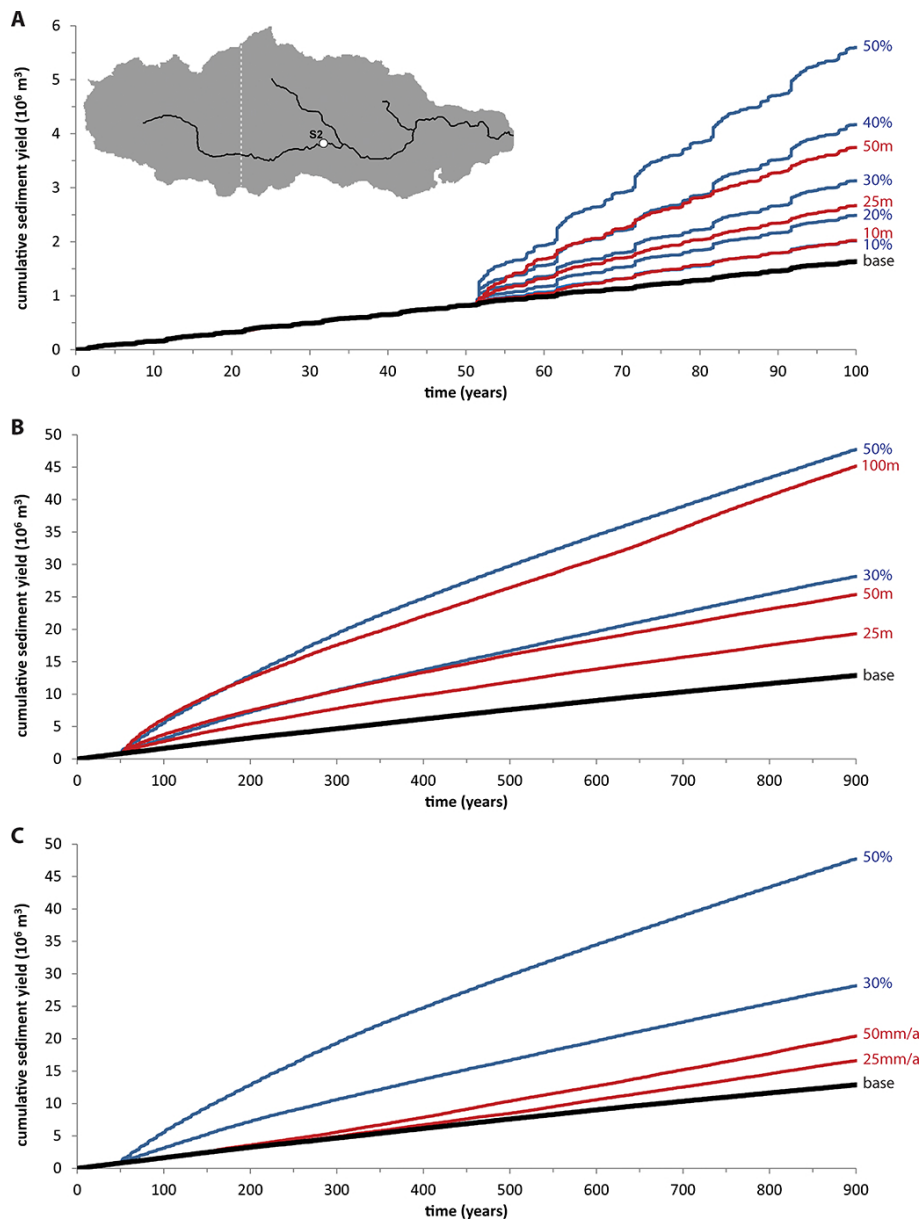 A
cumulative sediment yield (10⁶ m³)
6
5
4
3
2
1
0
S2
50%
40%
50m
30%
25m
20%
10m
10%
base
0 10 20 30 40 50 60 70 80 90 100
time (years)
B
cumulative sediment yield (10⁶ m³)
50
45
40
35
30
25
20
15
10
5
0
50%
100m
30%
50m
25m
base
0 100 200 300 400 500 600 700 800 900
time (years)
C
cumulative sediment yield (10⁶ m³)
50
45
40
35
30
25
20
15
10
5
0
50%
30%
50mm/a
25mm/a
base
0 100 200 300 400 500 600 700 800 900
time (years)